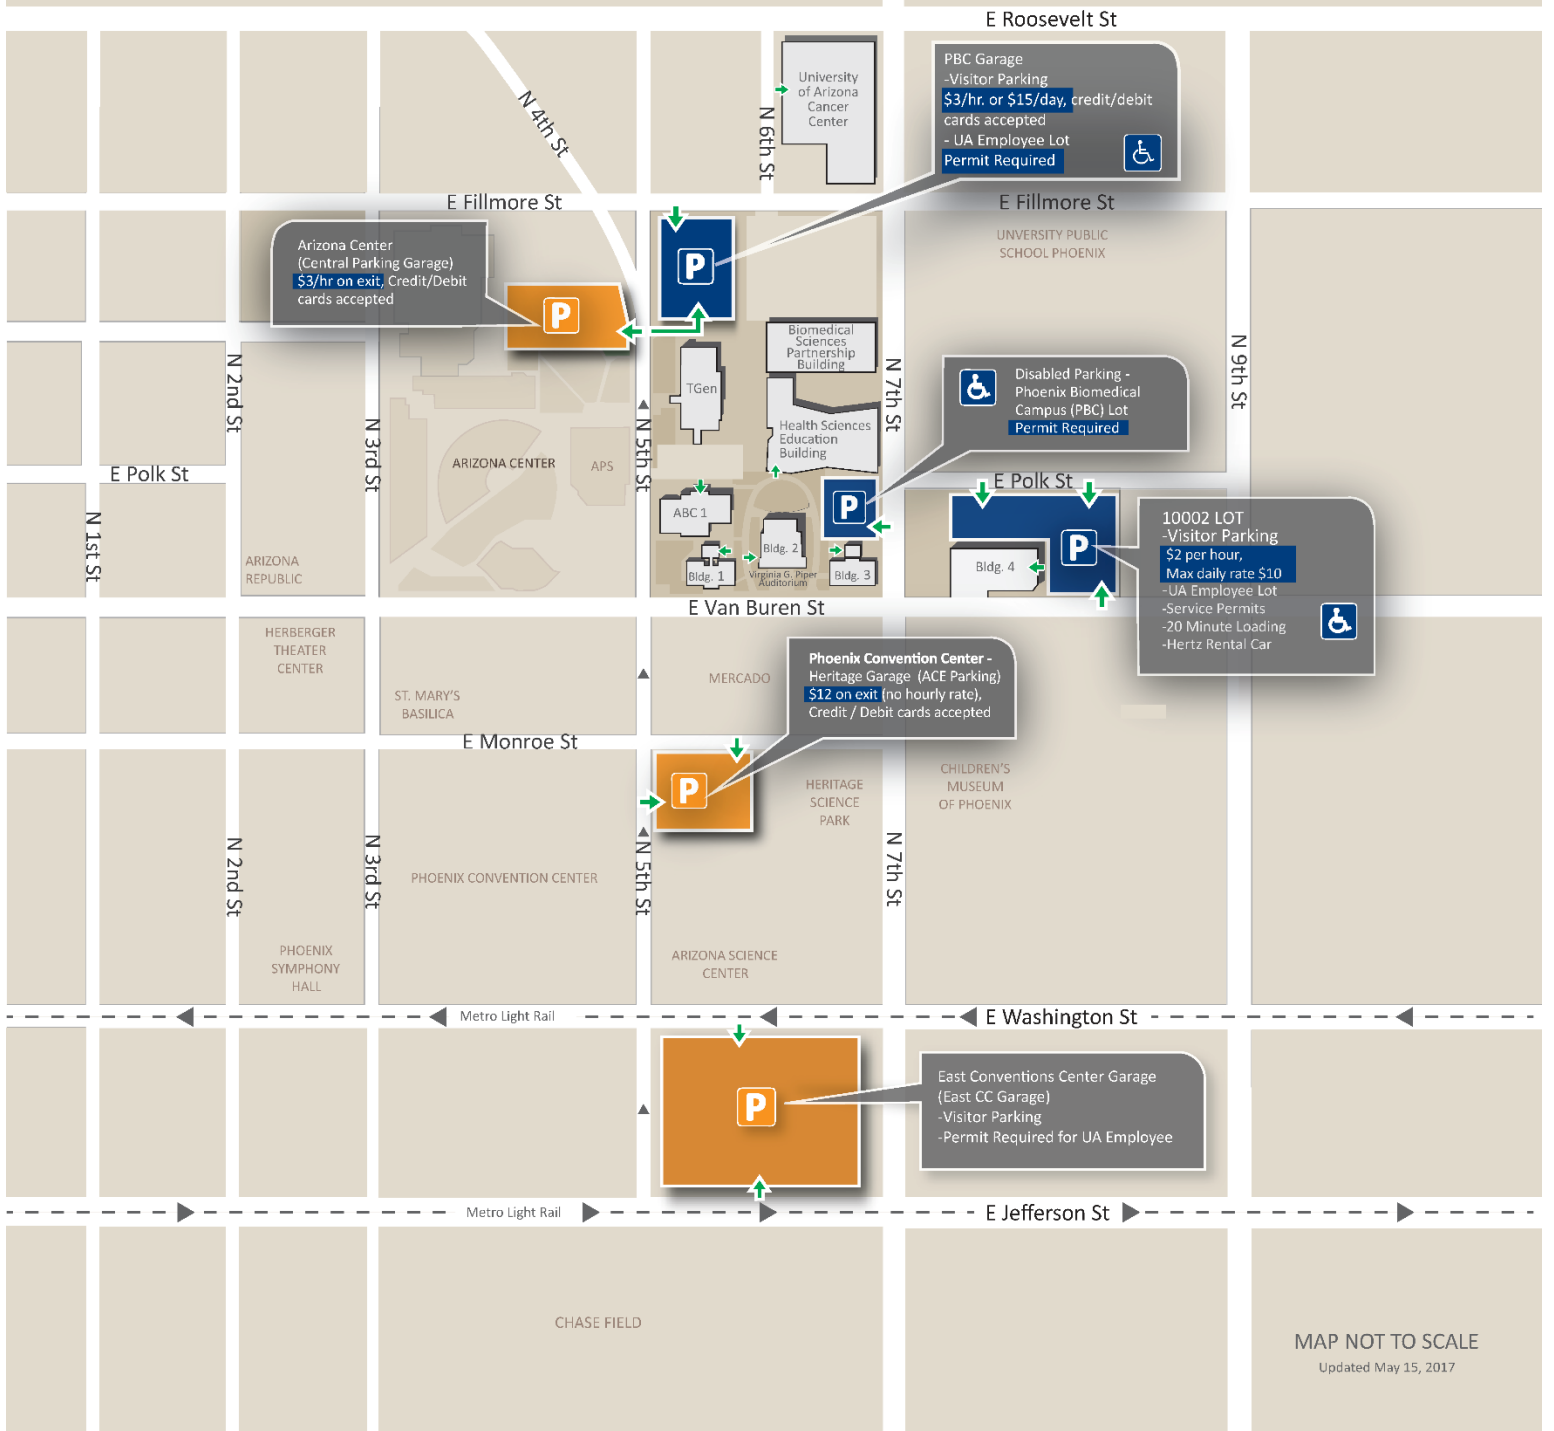 E Roosevelt St
PBC Garage
-Visitor Parking
$3/hr. or $15/day, credit/debit
cards accepted
- UA Employee Lot
Permit Required
University
of Arizona
Cancer
Center
N 4th St
N 6th St
E Fillmore St
E Fillmore St
UNVERSITY PUBLIC
SCHOOL PHOENIX
Arizona Center
(Central Parking Garage)
$3/hr on exit, Credit/Debit
cards accepted
P
P
Biomedical
Sciences
Partnership
Building
N 2nd St
N 3rd St
N 5th St
N 7th St
N 9th St
TGen
Disabled Parking -
Phoenix Biomedical
Campus (PBC) Lot
Permit Required
Health Sciences
Education
Building
ARIZONA CENTER
APS
E Polk St
E Polk St
N 1st St
ABC 1
P
P
10002 LOT
-Visitor Parking
$2 per hour,
Max daily rate $10
-UA Employee Lot
-Service Permits
-20 Minute Loading
-Hertz Rental Car
ARIZONA
REPUBLIC
Bldg. 1
Bldg. 2
Virginia G. Piper
Auditorium
Bldg. 3
Bldg. 4
E Van Buren St
HERBERGER
THEATER
CENTER
ST. MARY'S
BASILICA
MERCADO
Phoenix Convention Center -
Heritage Garage (ACE Parking)
$12 on exit (no hourly rate),
Credit / Debit cards accepted
E Monroe St
P
HERITAGE
SCIENCE
PARK
CHILDREN'S
MUSEUM
OF PHOENIX
N 2nd St
N 3rd St
N 5th St
N 7th St
PHOENIX CONVENTION CENTER
PHOENIX
SYMPHONY
HALL
ARIZONA SCIENCE
CENTER
Metro Light Rail
E Washington St
P
East Conventions Center Garage
(East CC Garage)
-Visitor Parking
-Permit Required for UA Employee
Metro Light Rail
E Jefferson St
CHASE FIELD
MAP NOT TO SCALE
Updated May 15, 2017